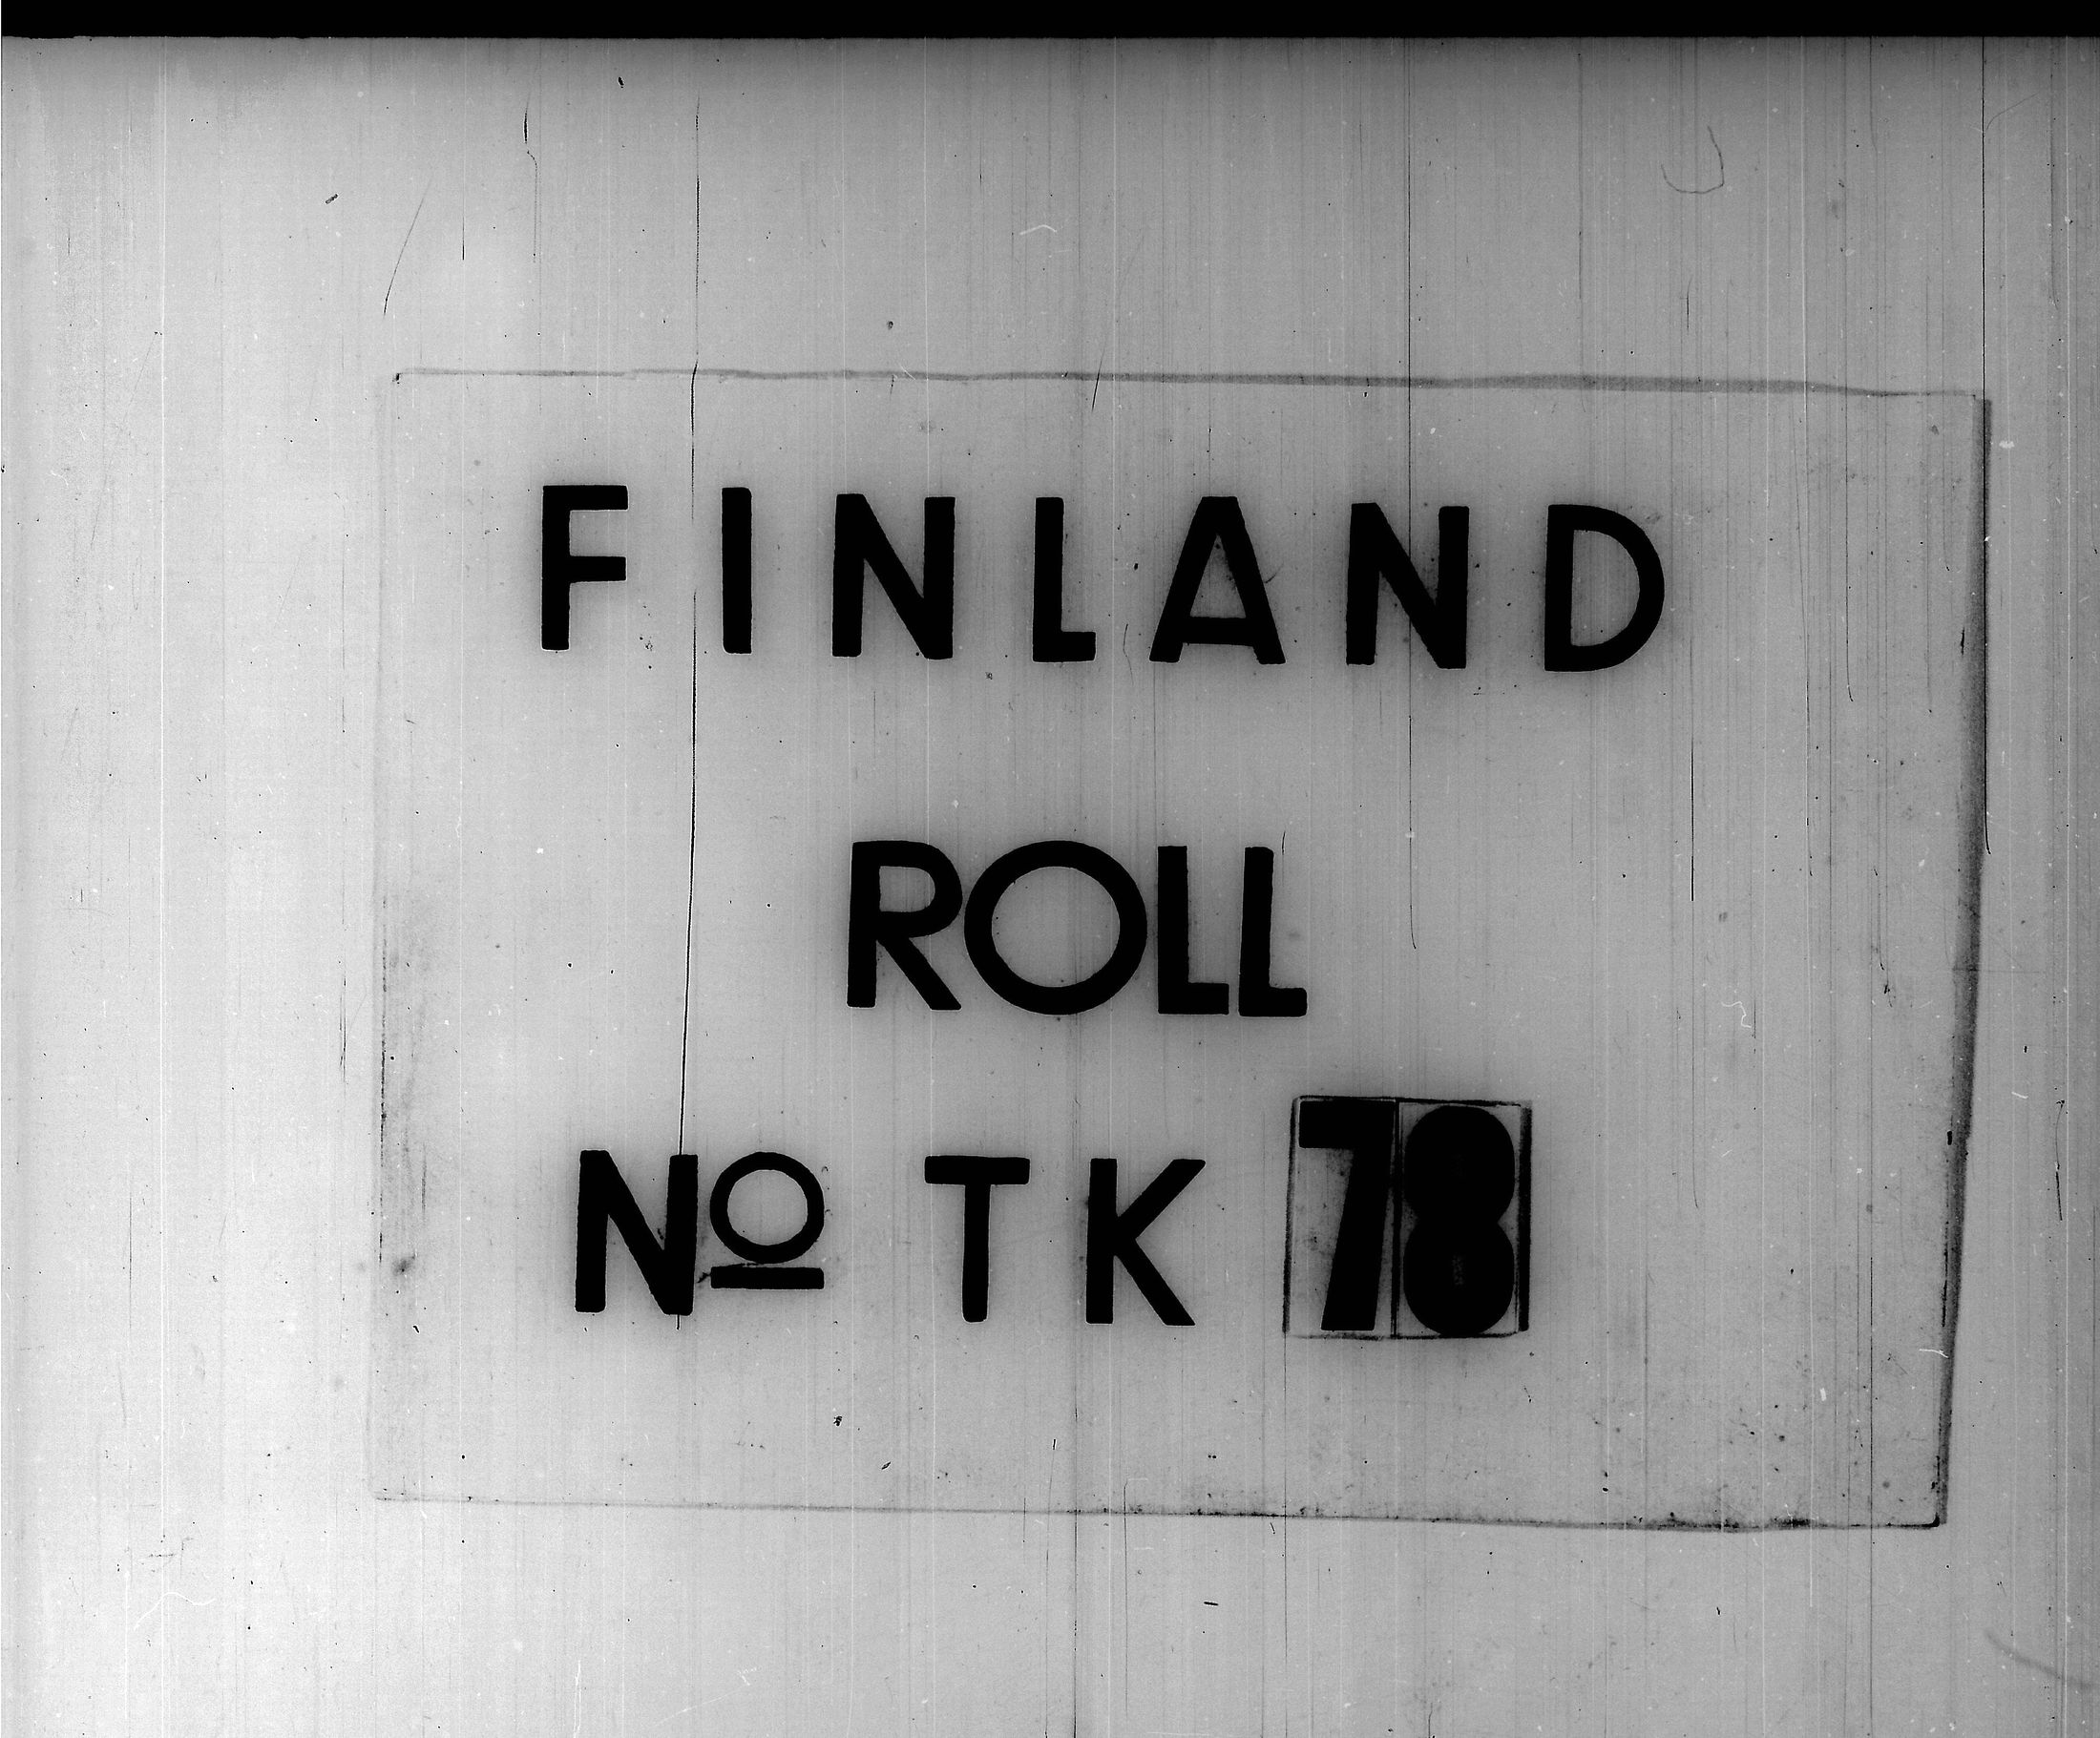 FINLAND
ROLL
Nº TK 78